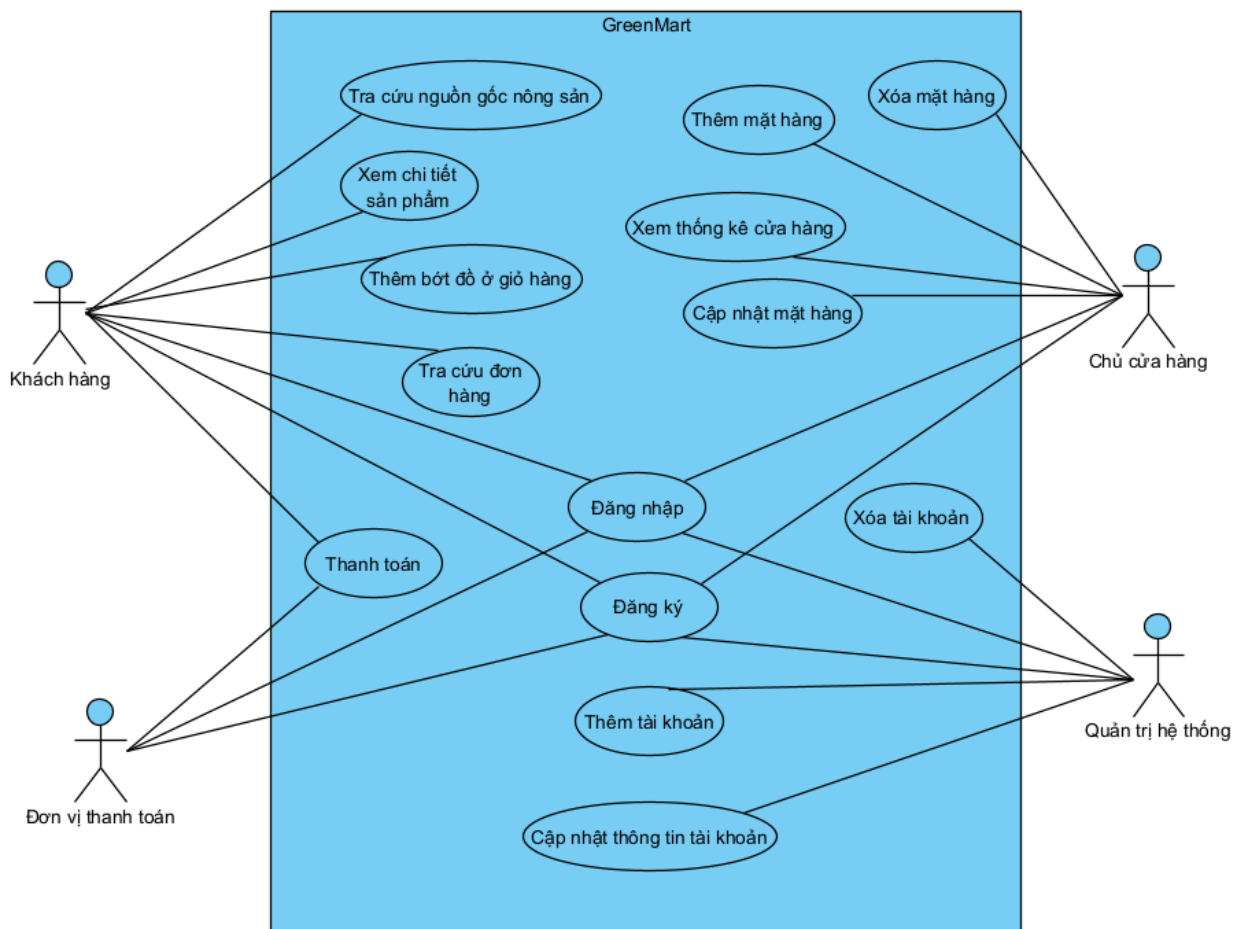 GreenMart
Tra cứu nguồn gốc nông sản
Xóa mặt hàng
Thêm mặt hàng
Xem chi tiết
sản phẩm
Xem thống kê cửa hàng
Thêm bớt đồ ở giỏ hàng
Cập nhật mặt hàng
Khách hàng
Chủ cửa hàng
Tra cứu đơn
hàng
Đăng nhập
Xóa tài khoản
Thanh toán
Đăng ký
Thêm tài khoản
Quản trị hệ thống
Đơn vị thanh toán
Cập nhật thông tin tài khoản